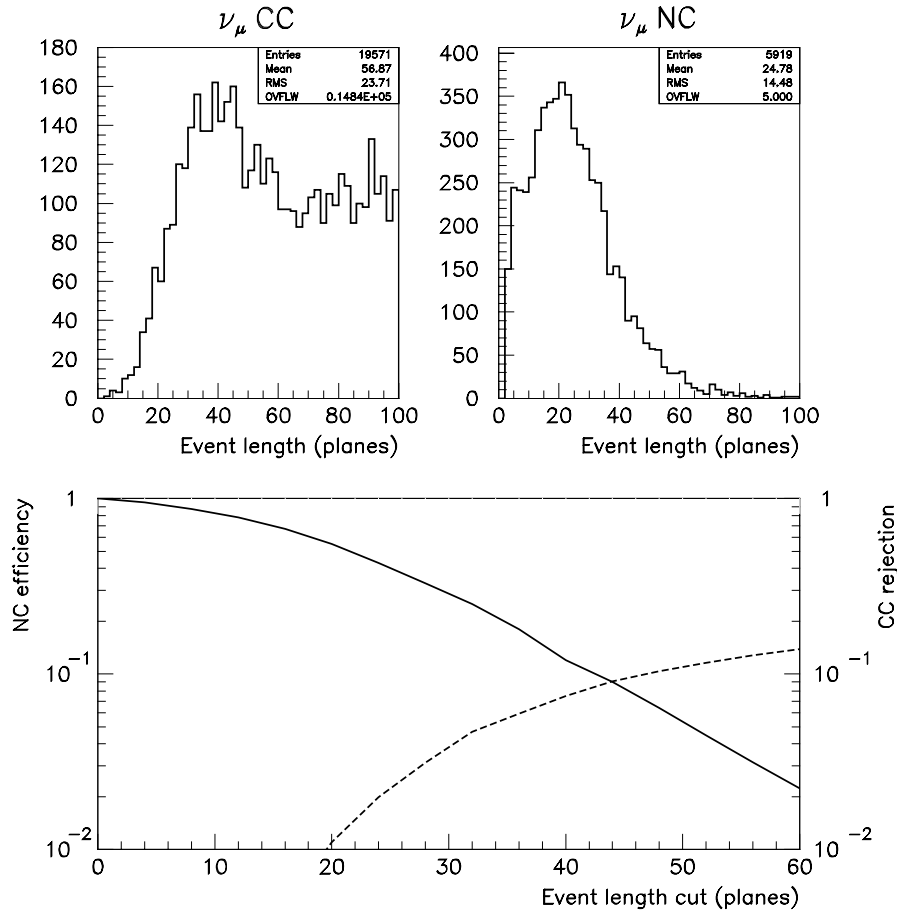 ν μ CC
Entries 19571
Mean 56.87
RMS 23.71
OVFLW 0.1484E+05
180
160
140
120
100
80
60
40
20
0
0 20 40 60 80 100
Event length (planes)
ν μ NC
Entries 5919
Mean 24.78
RMS 14.48
OVFLW 5.000
400
350
300
250
200
150
100
50
0
0 20 40 60 80 100
Event length (planes)
NC efficiency
1
10 -1
10 -2
0 10 20 30 40 50 60
Event length cut (planes)
1
10 -1
10 -2
CC rejection